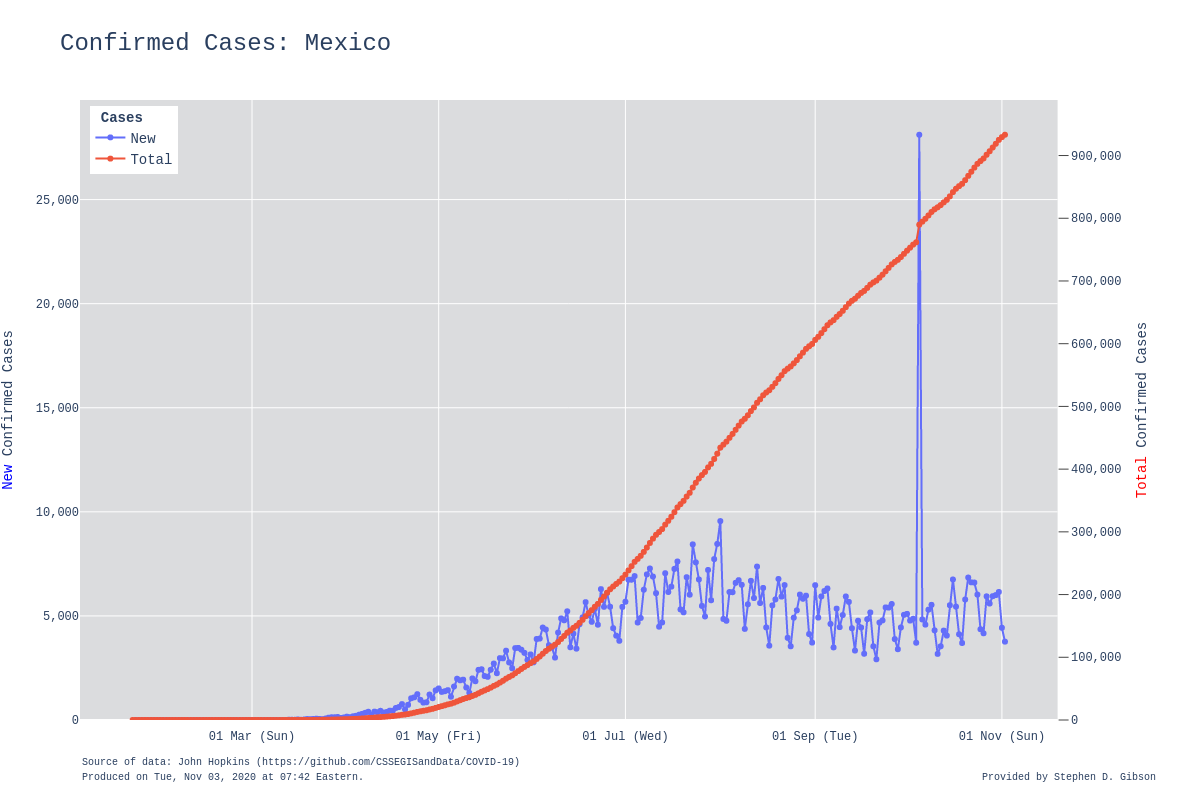 Confirmed Cases: Mexico
Cases
New
Total
25,000
20,000
15,000
10,000
5,000
0
New Confirmed Cases
900,000
800,000
700,000
600,000
500,000
400,000
300,000
200,000
100,000
0
Total Confirmed Cases
01 Mar (Sun)
01 May (Fri)
01 Jul (Wed)
01 Sep (Tue)
01 Nov (Sun)
Source of data: John Hopkins (https://github.com/CSSEGISandData/COVID-19)
Produced on Tue, Nov 03, 2020 at 07:42 Eastern.
Provided by Stephen D. Gibson